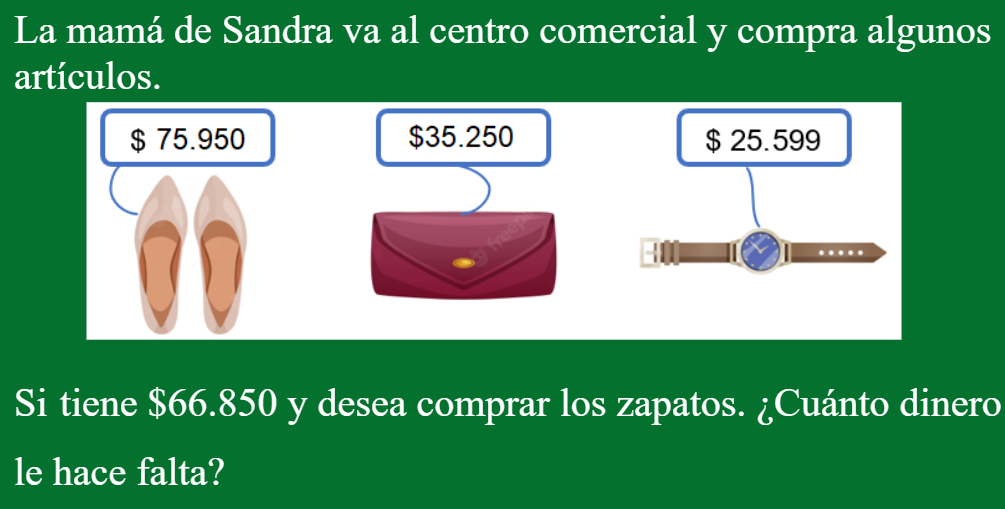 La mamá de Sandra va al centro comercial y compra algunos
artículos.
$ 75.950
$35.250
$ 25.599
Si tiene $66.850 y desea comprar los zapatos. ¿Cuánto dinero
le hace falta?